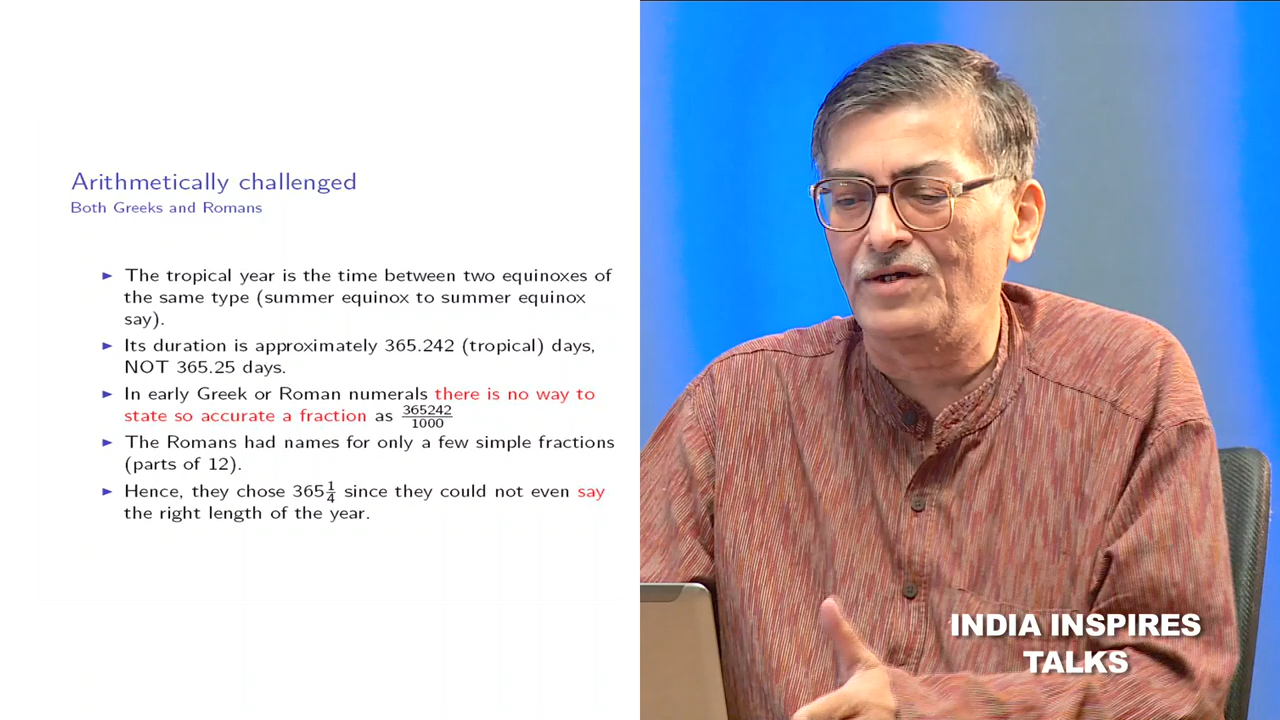 Arithmetically challenged
Both Greeks and Romans
► The tropical year is the time between two equinoxes of
the same type (summer equinox to summer equinox
say).
► Its duration is approximately 365.242 (tropical) days,
NOT 365.25 days.
► In early Greek or Roman numerals there is no way to
state so accurate a fraction as 365242/1000
► The Romans had names for only a few simple fractions
(parts of 12).
► Hence, they chose 365 1/4 since they could not even say
the right length of the year.
INDIA INSPIRES
TALKS